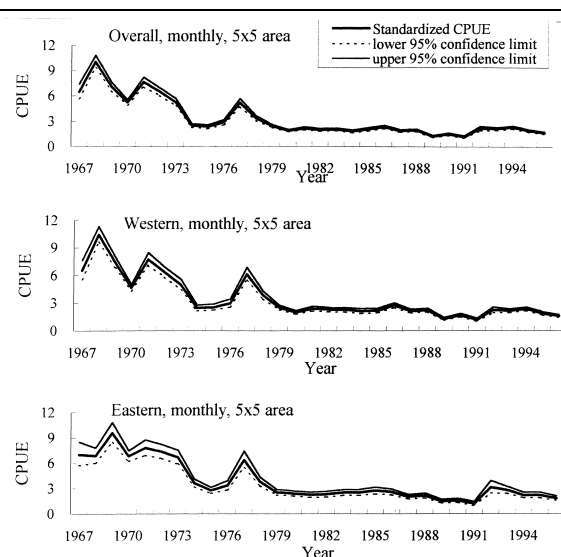 Overall, monthly, 5x5 area
Standardized CPUE
lower 95% confidence limit
upper 95% confidence limit
12
9
6
3
0
CPUE
1967 1970 1973 1976 1979 1982 1985 1988 1991 1994
Year
Western, monthly, 5x5 area
12
9
6
3
0
CPUE
1967 1970 1973 1976 1979 1982 1985 1988 1991 1994
Year
Eastern, monthly, 5x5 area
12
9
6
3
0
CPUE
1967 1970 1973 1976 1979 1982 1985 1988 1991 1994
Year